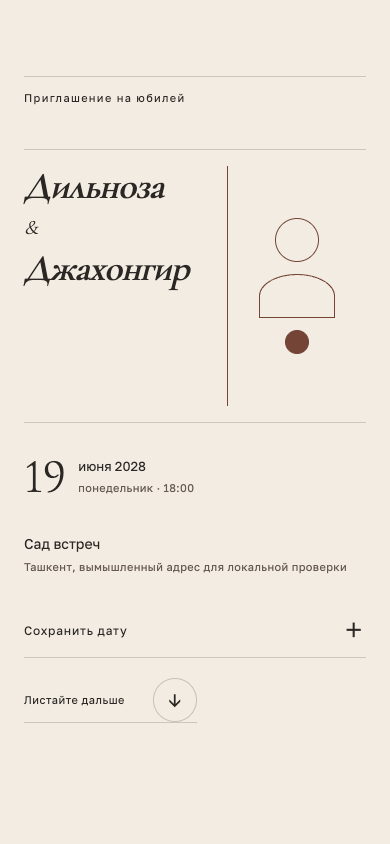 Приглашение на юбилей
Дильноза
&
Джахонгир
19
июня 2028
понедельник · 18:00
Сад встреч
Ташкент, вымышленный адрес для локальной проверки
Сохранить дату
Листайте дальше